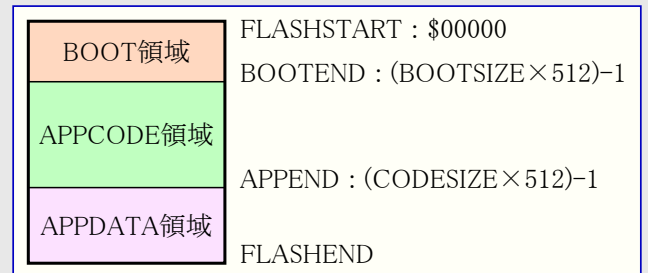 FLASHSTART : $00000
BOOT領域
BOOTEND : (BOOTSIZE×512)-1
APPCODE領域
APPEND : (CODESIZE×512)-1
APPDATA領域
FLASHEND